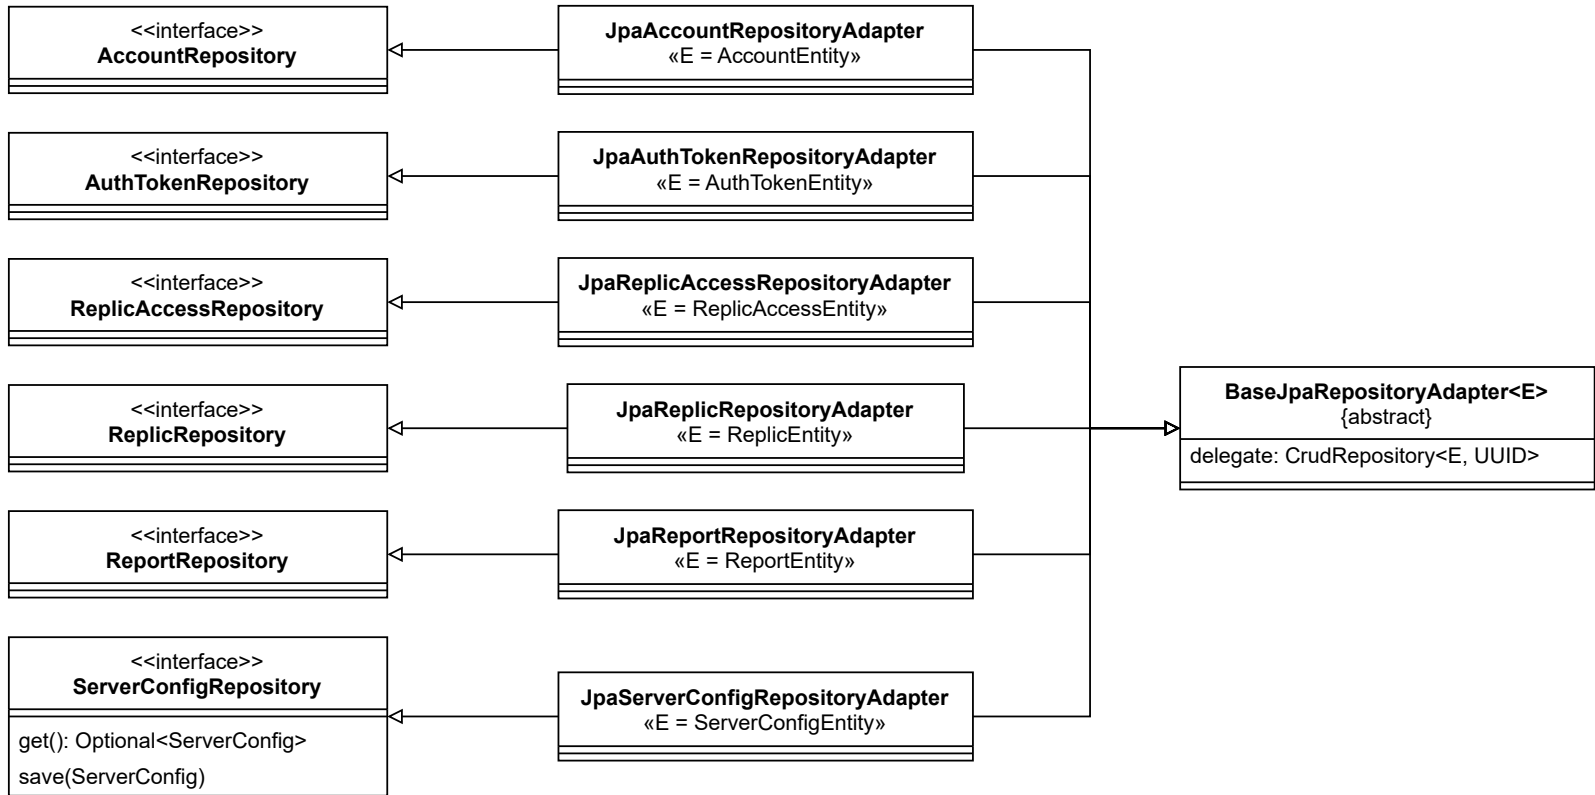 <<interface>>
AccountRepository
JpaAccountRepositoryAdapter
«E = AccountEntity»
<<interface>>
AuthTokenRepository
JpaAuthTokenRepositoryAdapter
«E = AuthTokenEntity»
<<interface>>
ReplicAccessRepository
JpaReplicAccessRepositoryAdapter
«E = ReplicAccessEntity»
<<interface>>
ReplicRepository
JpaReplicRepositoryAdapter
«E = ReplicEntity»
BaseJpaRepositoryAdapter<E>
{abstract}
delegate: CrudRepository<E, UUID>
<<interface>>
ReportRepository
JpaReportRepositoryAdapter
«E = ReportEntity»
<<interface>>
ServerConfigRepository
get(): Optional<ServerConfig>
save(ServerConfig)
JpaServerConfigRepositoryAdapter
«E = ServerConfigEntity»